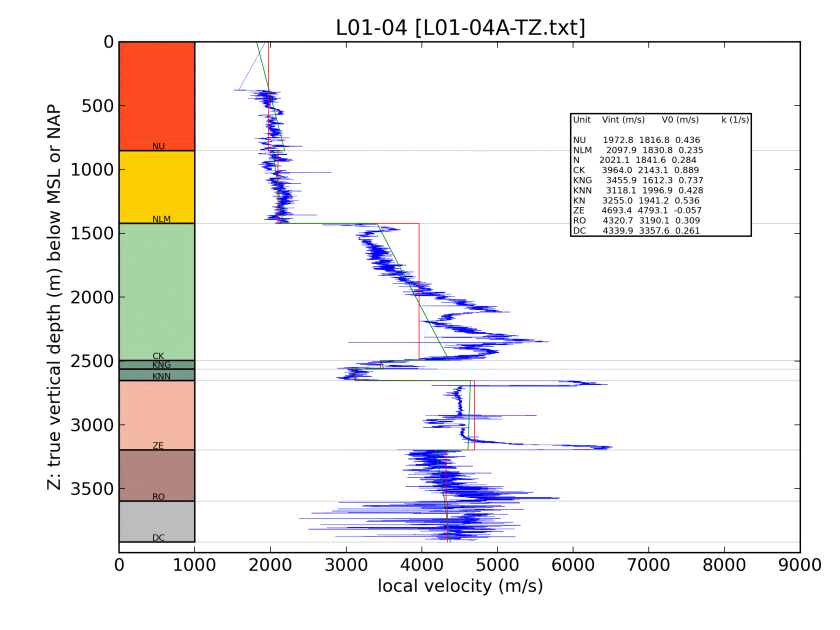 L01-04 [L01-04A-TZ.txt]
Z: true vertical depth (m) below MSL or NAP
0
500
1000
1500
2000
2500
3000
3500
NU
NLM
CK
KNG
KNN
ZE
RO
DC
Unit Vint (m/s) V0 (m/s) k (1/s)
NU 1972.8 1816.8 0.436
NLM 2097.9 1830.8 0.235
N 2021.1 1841.6 0.284
CK 3964.0 2143.1 0.889
KNG 3455.9 1612.3 0.737
KNN 3118.1 1996.9 0.428
KN 3255.0 1941.2 0.536
ZE 4693.4 4793.1 -0.057
RO 4320.7 3190.1 0.309
DC 4339.9 3357.6 0.261
0 1000 2000 3000 4000 5000 6000 7000 8000 9000
local velocity (m/s)